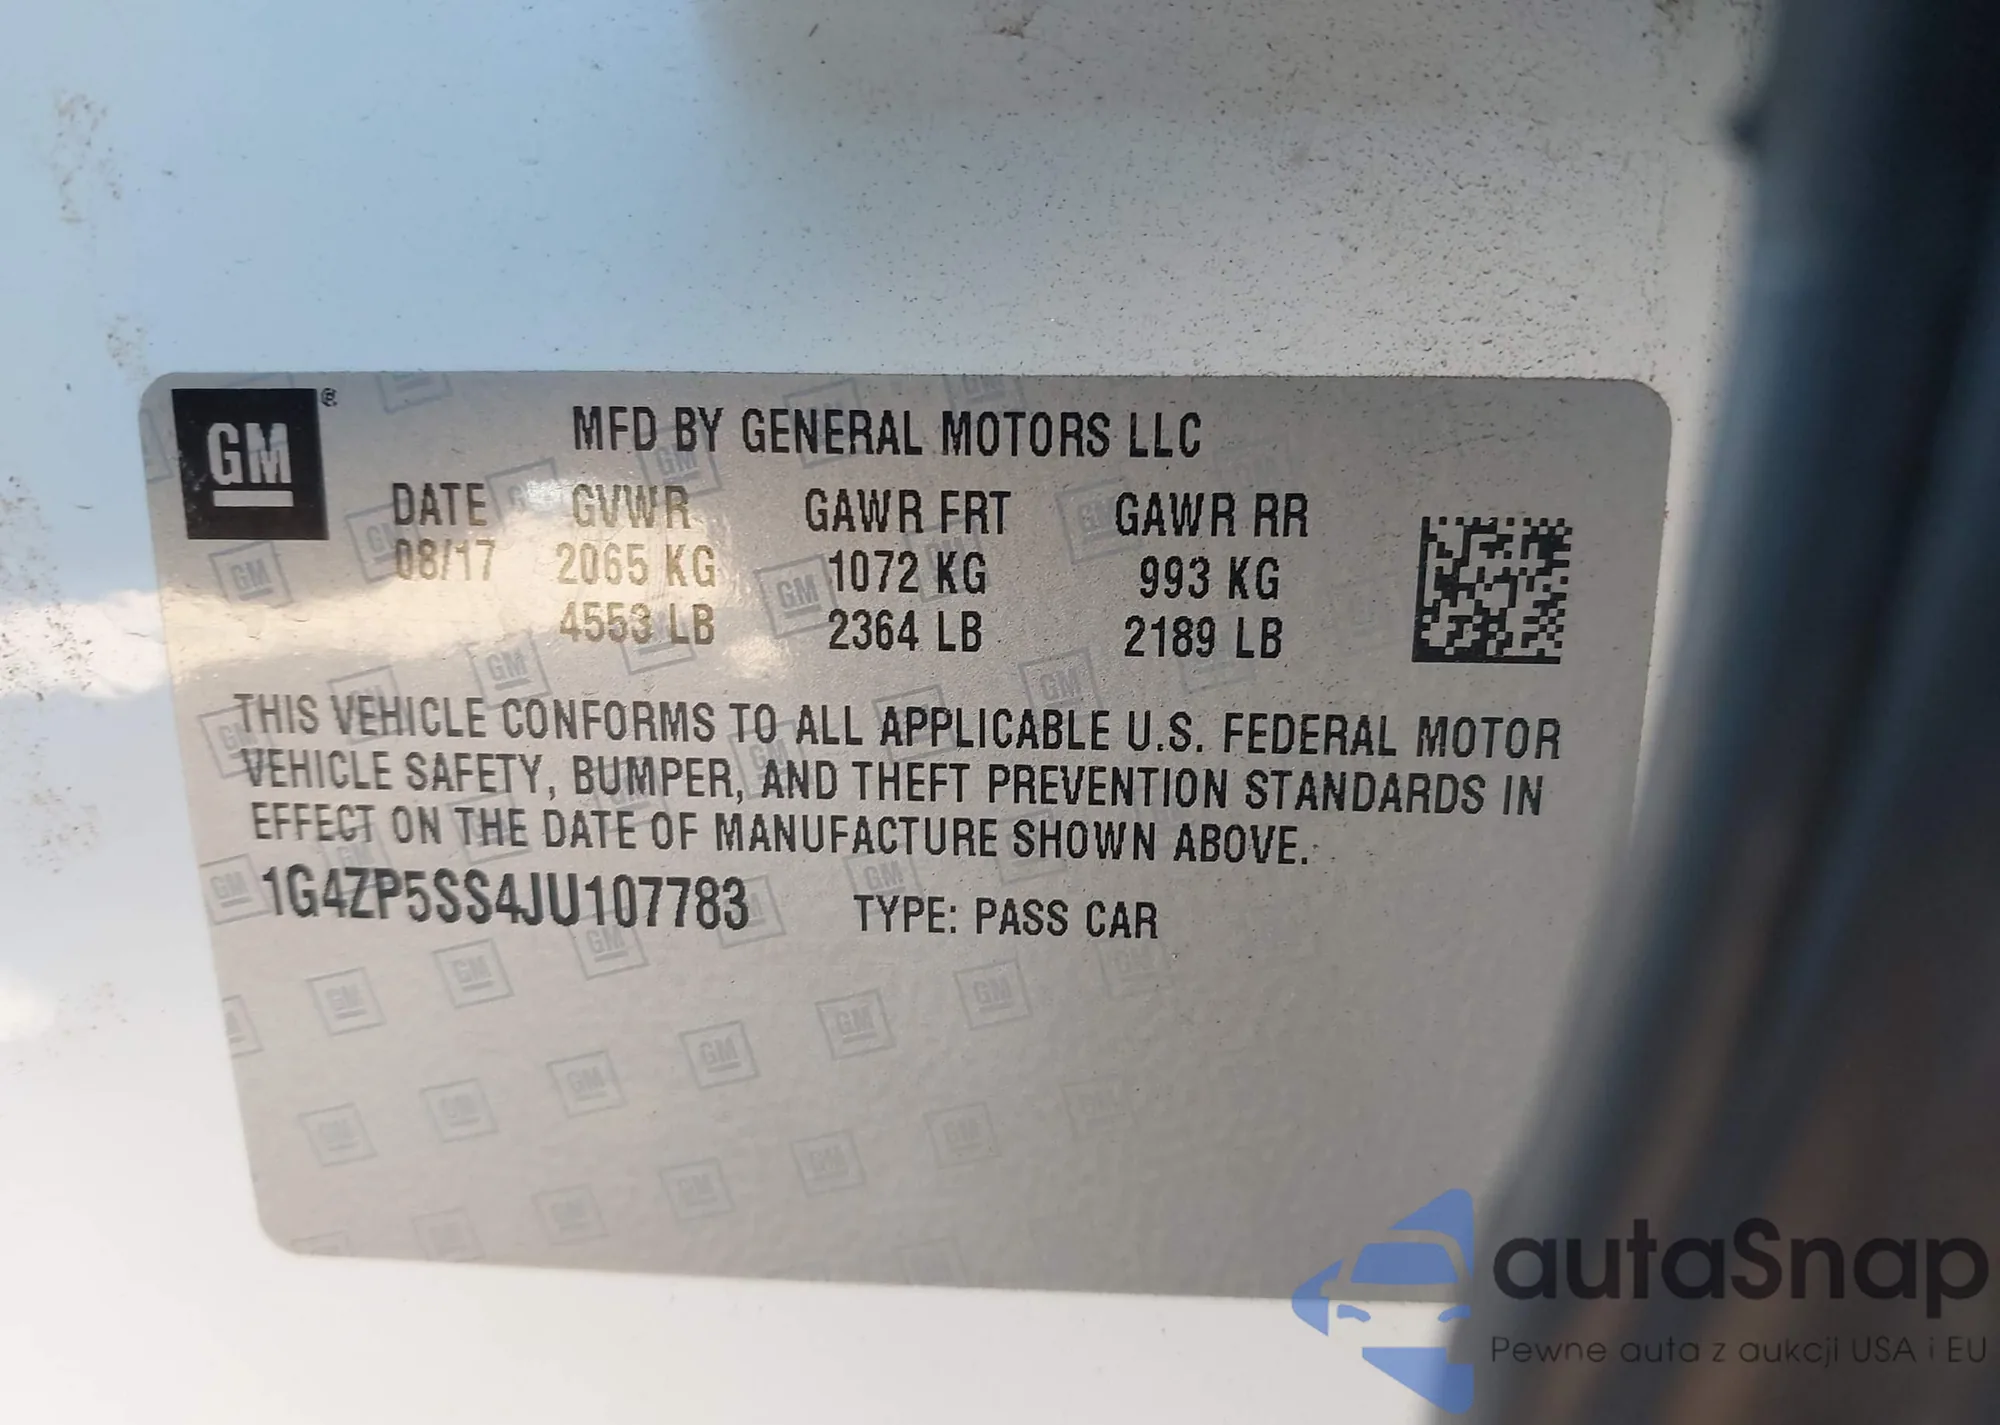 GM ®
MFD BY GENERAL MOTORS LLC
DATE GVWR GAWR FRT GAWR RR
08/17 2065 KG 1072 KG 993 KG
4553 LB 2364 LB 2189 LB
THIS VEHICLE CONFORMS TO ALL APPLICABLE U.S. FEDERAL MOTOR
VEHICLE SAFETY, BUMPER, AND THEFT PREVENTION STANDARDS IN
EFFECT ON THE DATE OF MANUFACTURE SHOWN ABOVE.
1G4ZP5SS4JU107783 TYPE: PASS CAR
autaSnap
Pewne auta z aukcji USA i EU